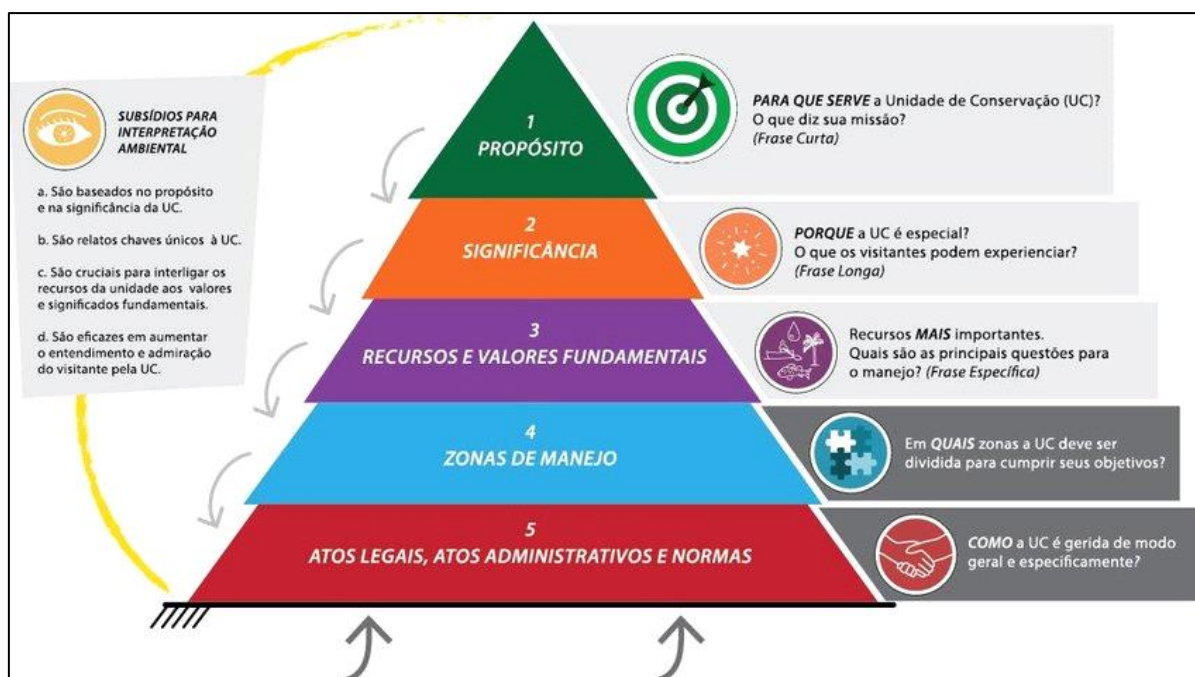 SUBSÍDIOS PARA
INTERPRETAÇÃO
AMBIENTAL
a. São baseados no propósito
e na significância da UC.
b. São relatos chaves únicos à UC.
c. São cruciais para interligar os
recursos da unidade aos valores
e significados fundamentais.
d. São eficazes em aumentar
o entendimento e admiração
do visitante pela UC.
1
PROPÓSITO
PARA QUE SERVE a Unidade de Conservação (UC)?
O que diz sua missão?
(Frase Curta)
2
SIGNIFICÂNCIA
PORQUE a UC é especial?
O que os visitantes podem experienciar?
(Frase Longa)
3
RECURSOS E VALORES FUNDAMENTAIS
Recursos MAIS importantes.
Quais são as principais questões para
o manejo? (Frase Específica)
4
ZONAS DE MANEJO
Em QUAIS zonas a UC deve ser
dividida para cumprir seus objetivos?
5
ATOS LEGAIS, ATOS ADMINISTRATIVOS E NORMAS
COMO a UC é gerida de modo
geral e especificamente?